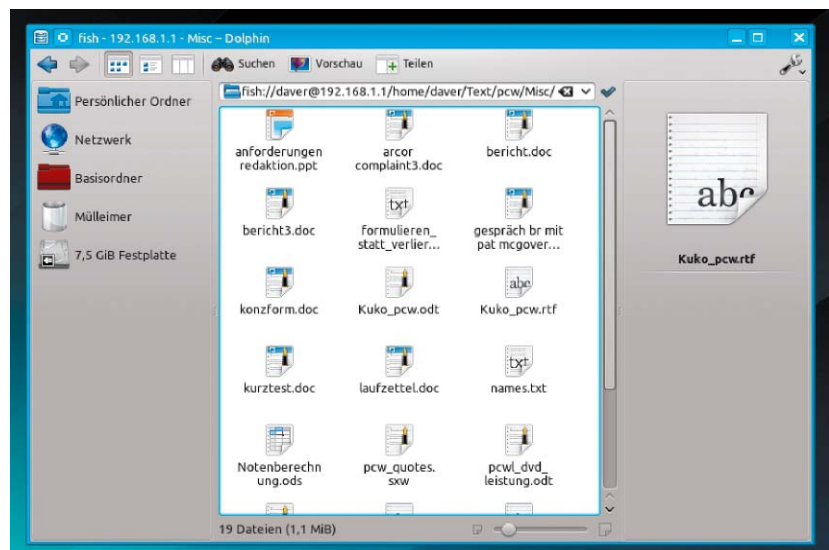 fish - 192.168.1.1 - Misc – Dolphin
Suchen Vorschau Teilen
Persönlicher Ordner
Netzwerk
Basisordner
Mülleimer
7,5 GiB Festplatte
fish://daver@192.168.1.1/home/daver/Text/pcw/Misc/
anforderungen
redaktion.ppt
arcor
complaint3.doc
bericht.doc
bericht3.doc
txt
formulieren_
statt_verlier...
gespräch br mit
pat mcgover...
konzform.doc
Kuko_pcw.odt
abc
Kuko_pcw.rtf
kurztest.doc
laufzettel.doc
txt
names.txt
Notenberechn
ung.ods
pcw_quotes.
sxw
pcwl_dvd_
leistung.odt
19 Dateien (1,1 MiB)
abc
Kuko_pcw.rtf